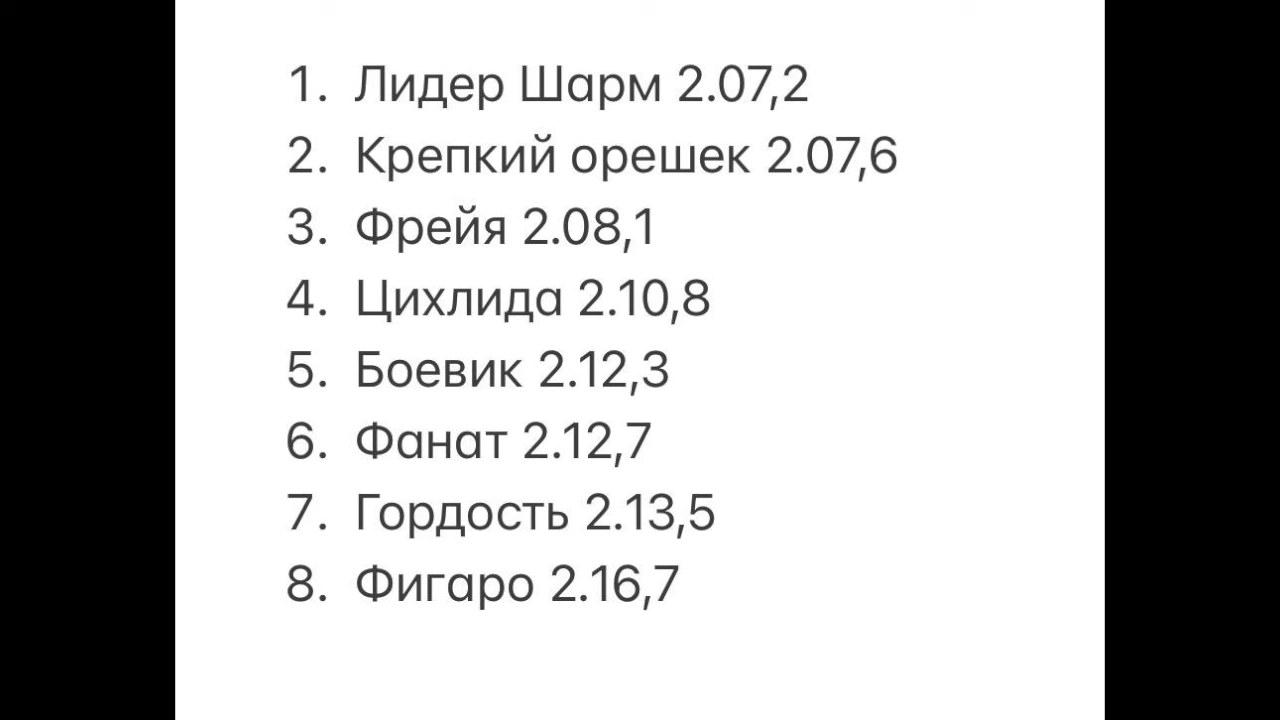 1. Лидер Шарм 2.07,2
2. Крепкий орешек 2.07,6
3. Фрейя 2.08,1
4. Цихлида 2.10,8
5. Боевик 2.12,3
6. Фанат 2.12,7
7. Гордость 2.13,5
8. Фигаро 2.16,7